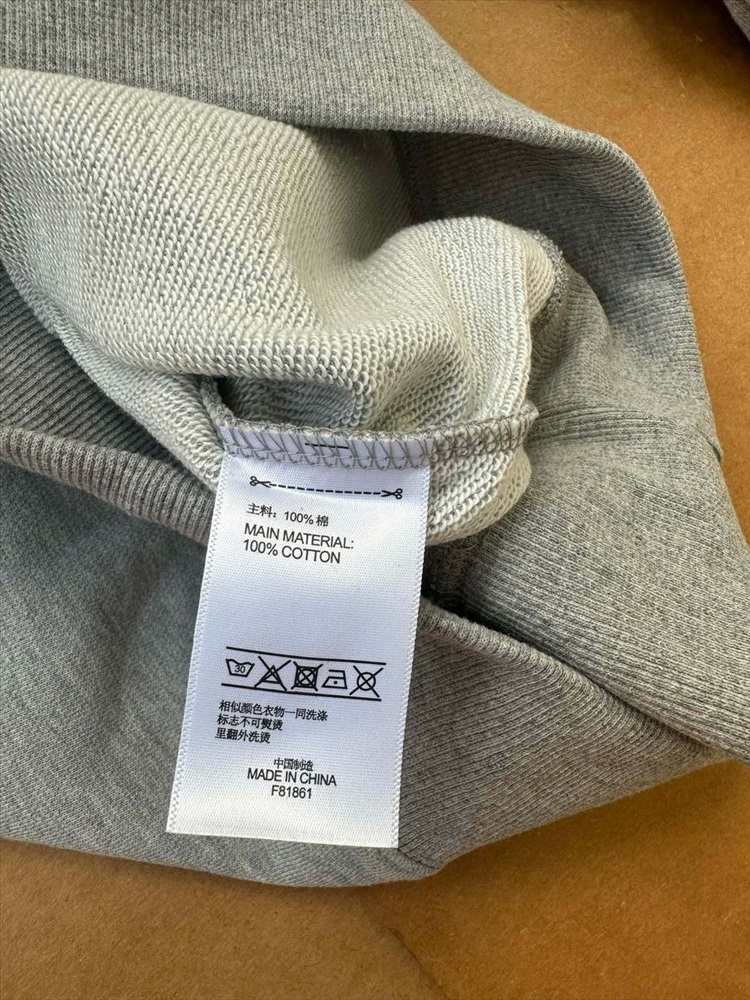 主料：100% 棉
MAIN MATERIAL:
100% COTTON
30
相似颜色衣物一同洗涤
标志不可熨烫
里翻外洗烫
中国制造
MADE IN CHINA
F81861